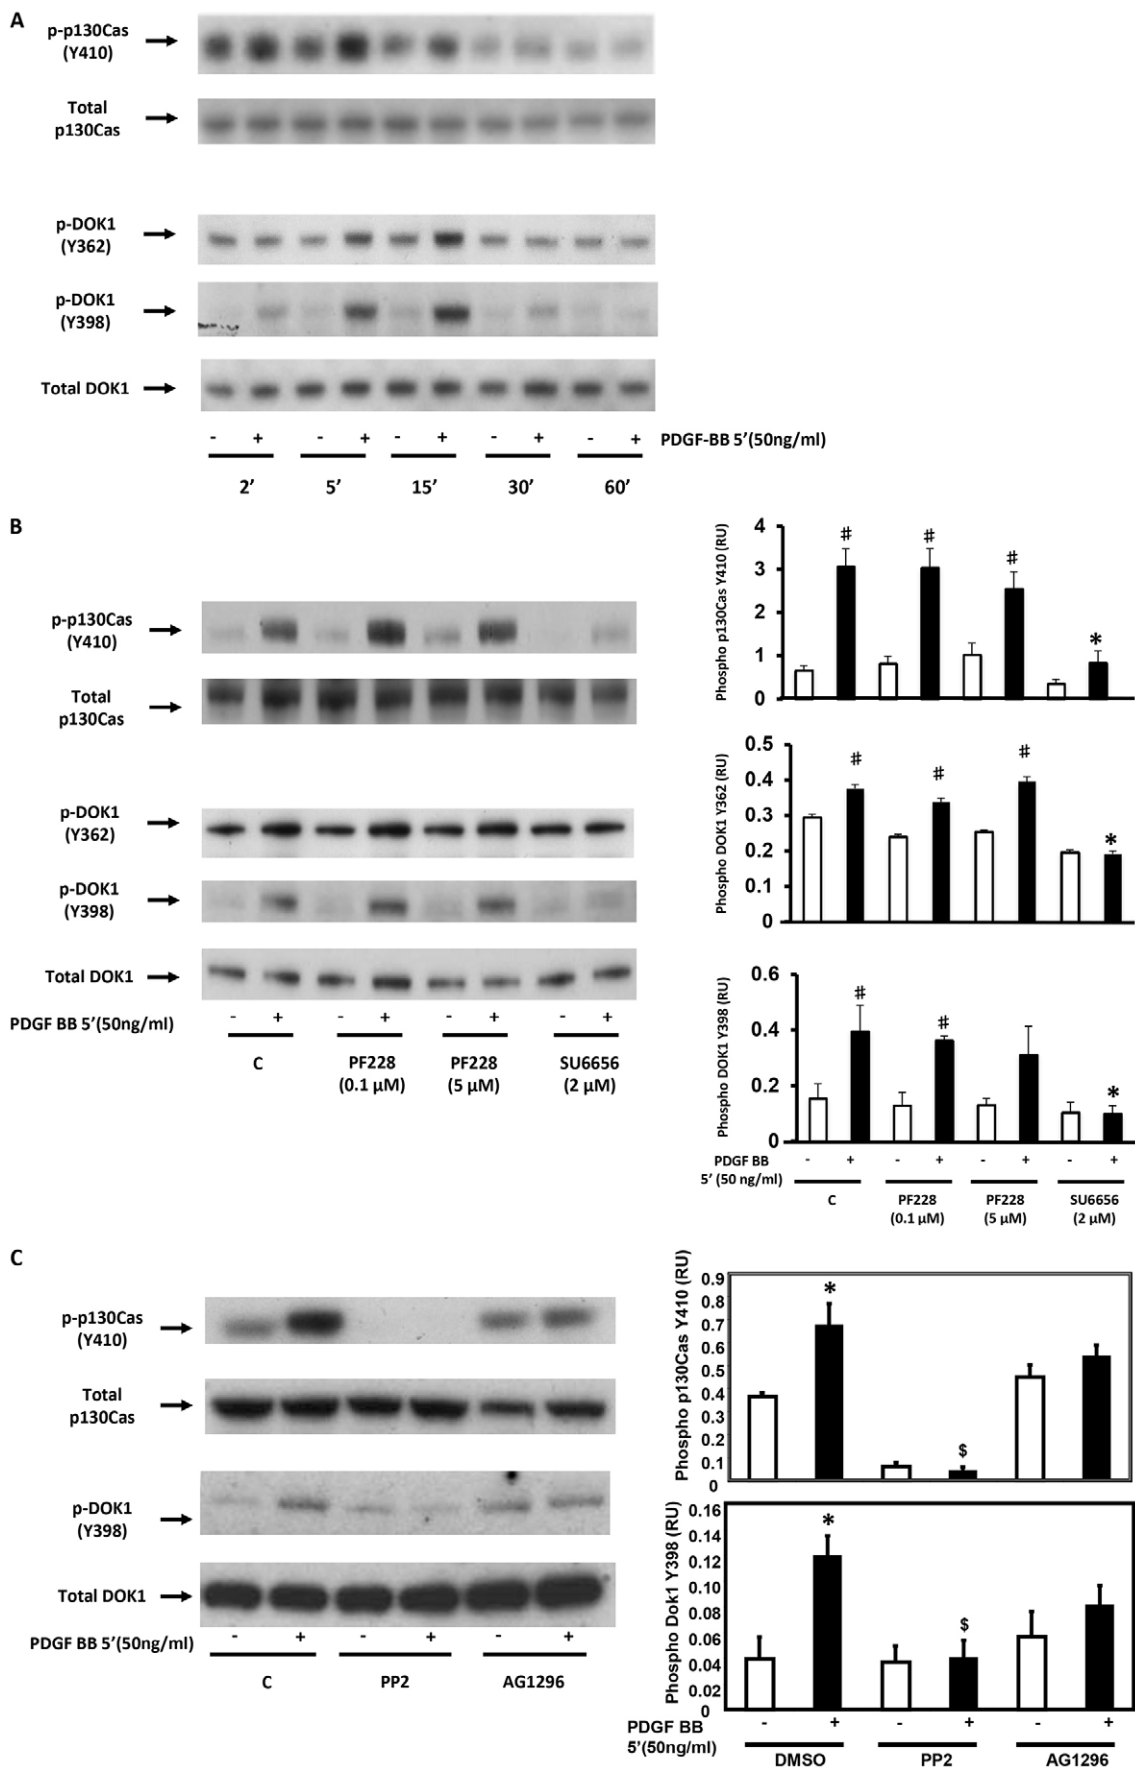 A
p-p130Cas
(Y410)
Total
p130Cas
p-DOK1
(Y362)
p-DOK1
(Y398)
Total DOK1
- + - + - + - + - + PDGF-BB 5’(50ng/ml)
2’ 5’ 15’ 30’ 60’
B
p-p130Cas
(Y410)
Total
p130Cas
p-DOK1
(Y362)
p-DOK1
(Y398)
Total DOK1
PDGF BB 5’(50ng/ml) - + - + - + - +
C PF228 PF228 SU6656
(0.1 µM) (5 µM) (2 µM)
Phospho p130Cas Y410 (RU)
4
3
2
1
0
# # # *
Phospho DOK1 Y362 (RU)
0.5
0.4
0.3
0.2
0.1
0
# # # *
Phospho DOK1 Y398 (RU)
0.6
0.4
0.2
0
# # *
PDGF BB - + - + - + - +
5’ (50 ng/ml)
C PF228 PF228 SU6656
(0.1 µM) (5 µM) (2 µM)
C
p-p130Cas
(Y410)
Total
p130Cas
p-DOK1
(Y398)
Total DOK1
PDGF BB 5’(50ng/ml) - + - + - +
C PP2 AG1296
Phospho p130Cas Y410 (RU)
0.9
0.8
0.7
0.5
0.4
0.3
0.2
0.1
0
* $
Phospho Dok1 Y398 (RU)
0.16
0.14
0.12
0.10
0.08
0.06
0.04
0.02
0
* $
PDGF BB - + - + - +
5’(50ng/ml)
DMSO PP2 AG1296